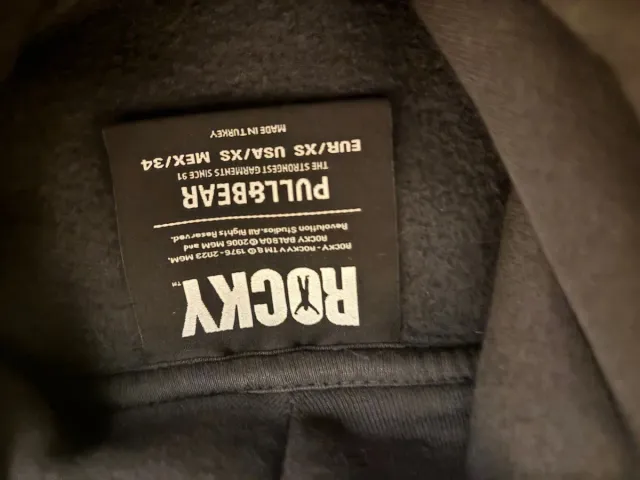 ROCKY™
ROCKY - ROCKY V TM & © 1976 - 2023 MGM.
ROCKY BALBOA © 2006 MGM and
Revolution Studios. All Rights Reserved.
PULL&BEAR
THE STRONGEST GARMENTS SINCE 91
EUR/XS USA/XS MEX/34
MADE IN TURKEY